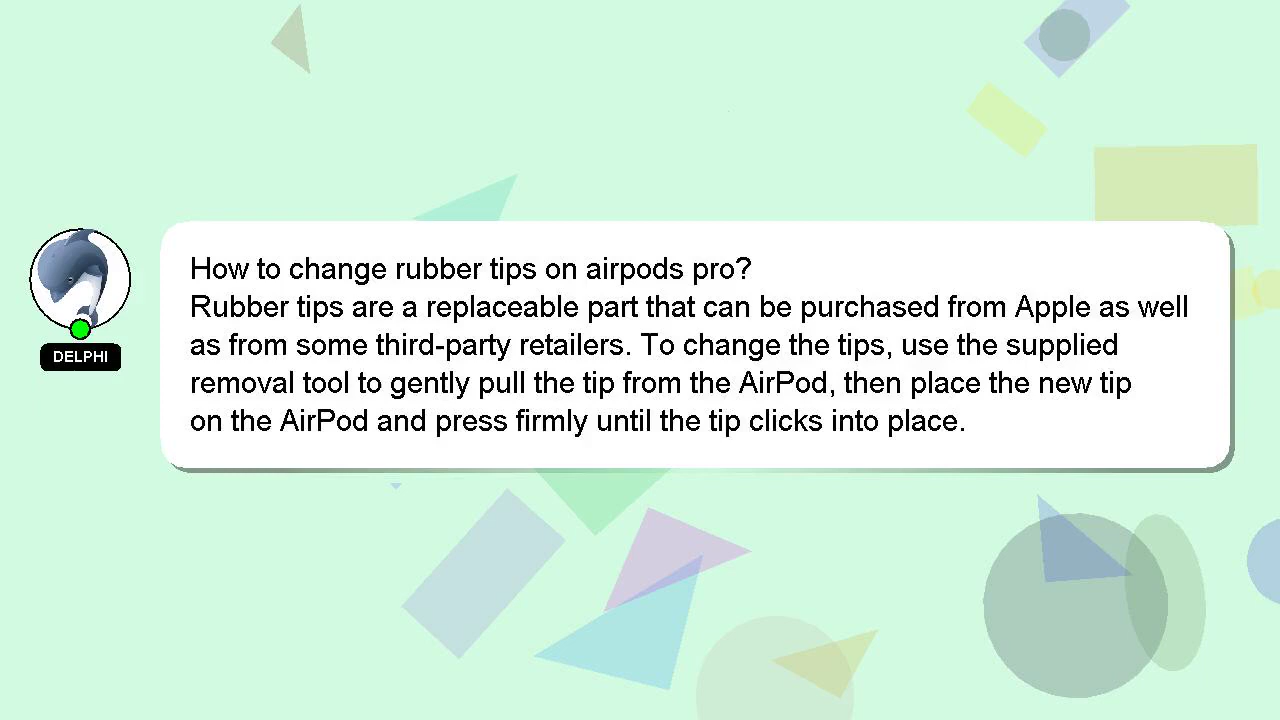 How to change rubber tips on airpods pro?
Rubber tips are a replaceable part that can be purchased from Apple as well
as from some third-party retailers. To change the tips, use the supplied
removal tool to gently pull the tip from the AirPod, then place the new tip
on the AirPod and press firmly until the tip clicks into place.
DELPHI